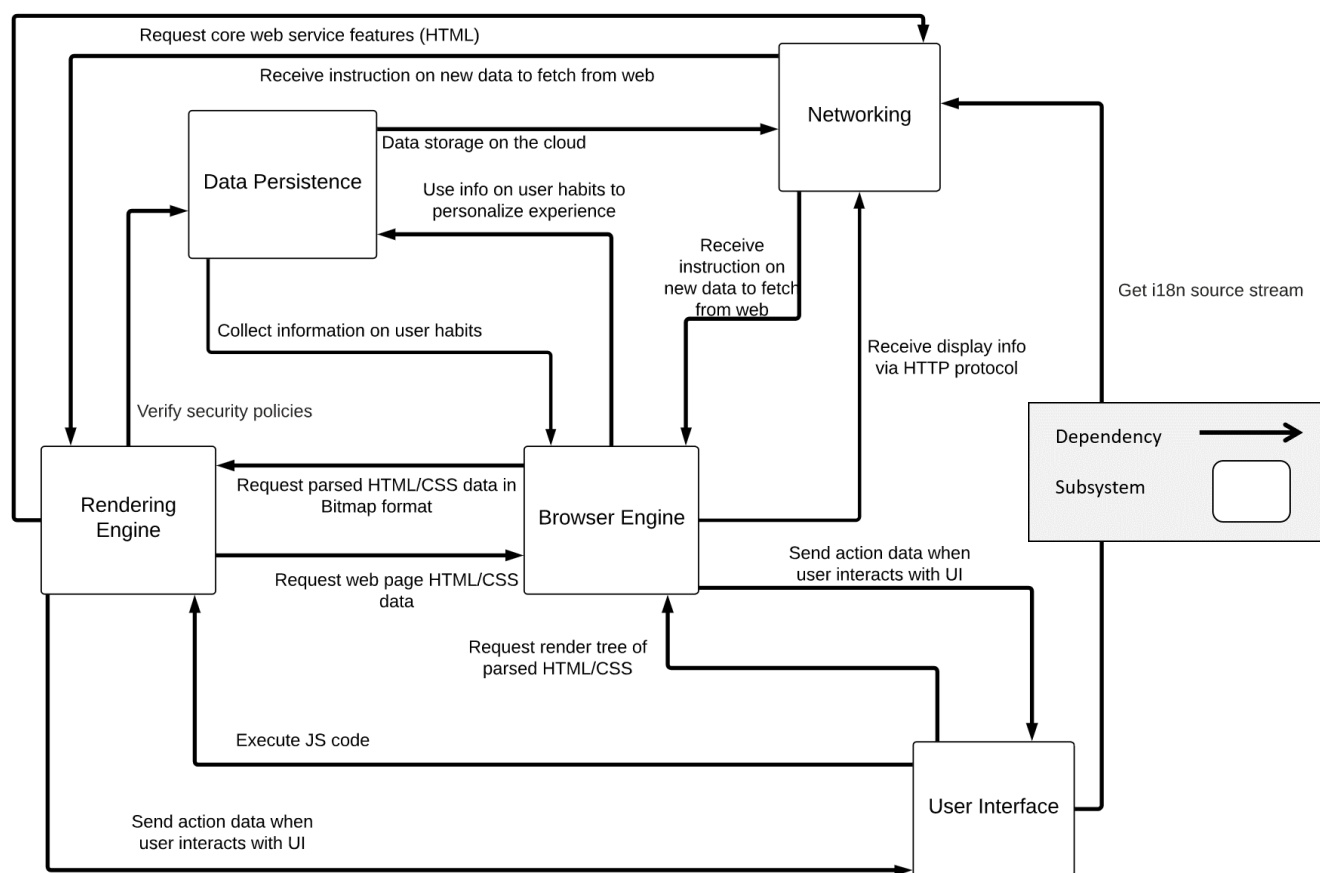 Request core web service features (HTML)
Receive instruction on new data to fetch from web
Networking
Data storage on the cloud
Data Persistence
Use info on user habits to
personalize experience
Receive
instruction on
new data to fetch
from web
Get i18n source stream
Collect information on user habits
Receive display info
via HTTP protocol
Verify security policies
Dependency
Subsystem
Request parsed HTML/CSS data in
Bitmap format
Rendering
Engine
Browser Engine
Send action data when
user interacts with UI
Request web page HTML/CSS
data
Request render tree of
parsed HTML/CSS
Execute JS code
User Interface
Send action data when
user interacts with UI